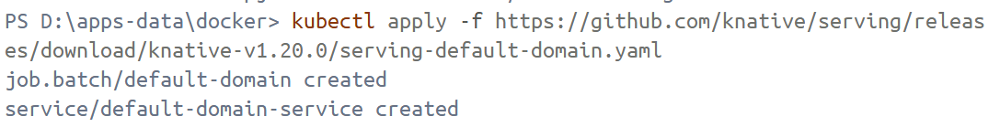 PS D:\apps-data\docker> kubectl apply -f https://github.com/knative/serving/releas
es/download/knative-v1.20.0/serving-default-domain.yaml
job.batch/default-domain created
service/default-domain-service created